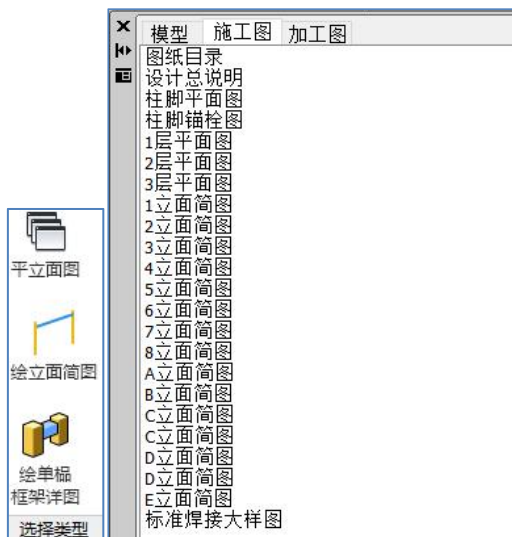 模型 施工图 加工图
图纸目录
设计总说明
柱脚平面图
柱脚锚栓图
1层平面图
2层平面图
3层平面图
1立面简图
2立面简图
3立面简图
4立面简图
5立面简图
6立面简图
7立面简图
8立面简图
A立面简图
B立面简图
C立面简图
C立面简图
D立面简图
D立面简图
E立面简图
标准焊接大样图
平立面图
绘立面简图
绘单榀
框架详图
选择类型